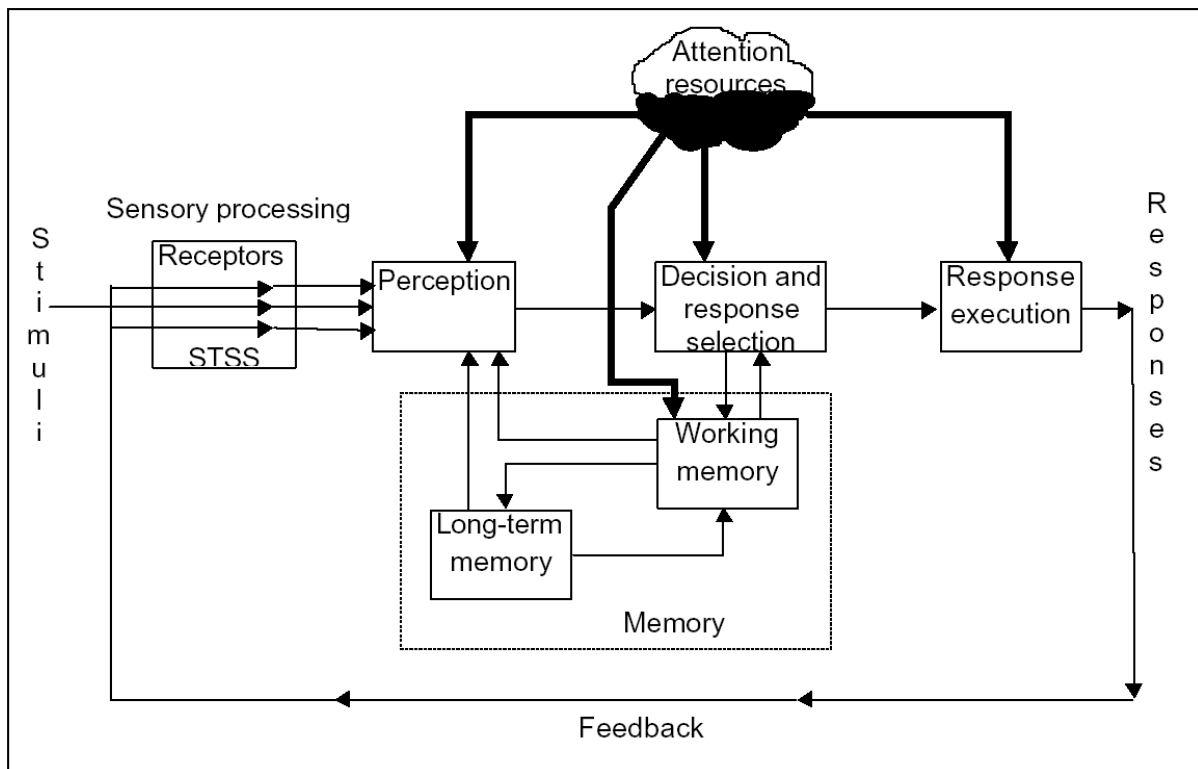 Attention
resources
Sensory processing
Stimuli
Receptors
STSS
Perception
Decision and
response
selection
Response
execution
Responses
Working
memory
Long-term
memory
Memory
Feedback